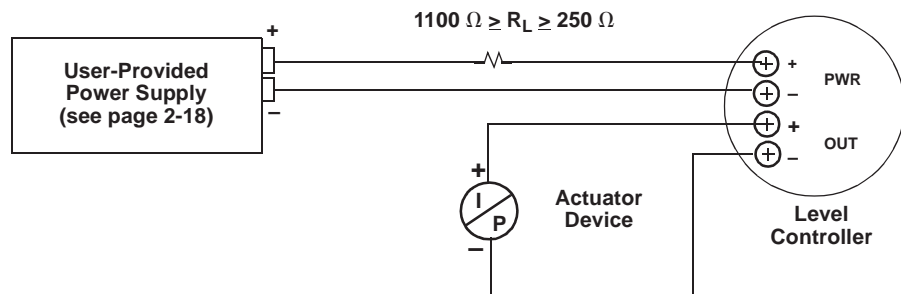 1100 Ω ≥ R_L ≥ 250 Ω
+
User-Provided
Power Supply
(see page 2-18)
–
+
PWR
–
+
OUT
–
+
I
P
–
Actuator
Device
Level
Controller